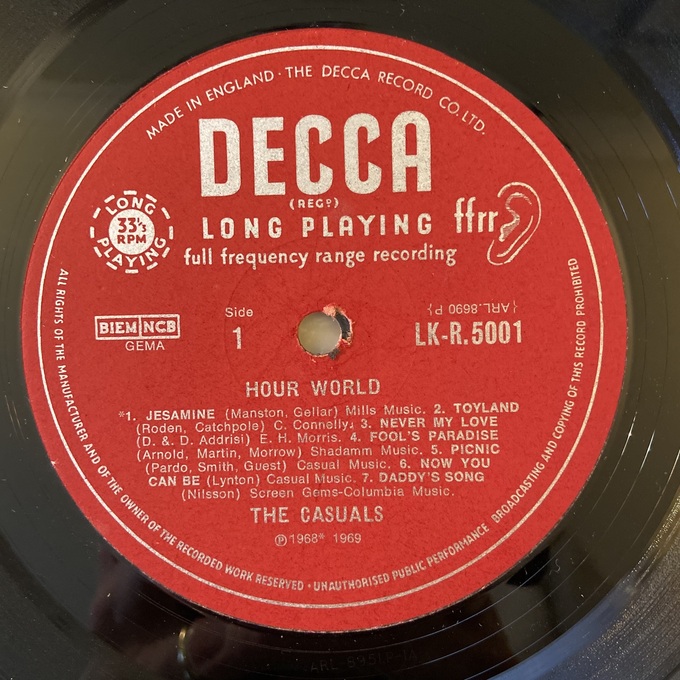 MADE IN ENGLAND · THE DECCA RECORD CO. LTD.
DECCA
(REGD)
LONG PLAYING
ffrr
full frequency range recording
LONG
33⅓
RPM
PLAYING
BIEM NCB
GEMA
Side
1
{ARL.8690 P}
LK-R.5001
HOUR WORLD
*1. JESAMINE (Manston, Gellar) Mills Music. 2. TOYLAND
(Roden, Catchpole) C. Connelly. 3. NEVER MY LOVE
(D. & D. Addrisi) E. H. Morris. 4. FOOL'S PARADISE
(Arnold, Martin, Morrow) Shadamm Music. 5. PICNIC
(Pardo, Smith, Guest) Casual Music. 6. NOW YOU
CAN BE (Lynton) Casual Music. 7. DADDY'S SONG
(Nilsson) Screen Gems-Columbia Music.
THE CASUALS
℗1968* 1969
ALL RIGHTS OF THE MANUFACTURER AND OF THE OWNER OF THE RECORDED WORK RESERVED · UNAUTHORISED PUBLIC PERFORMANCE BROADCASTING AND COPYING OF THIS RECORD PROHIBITED